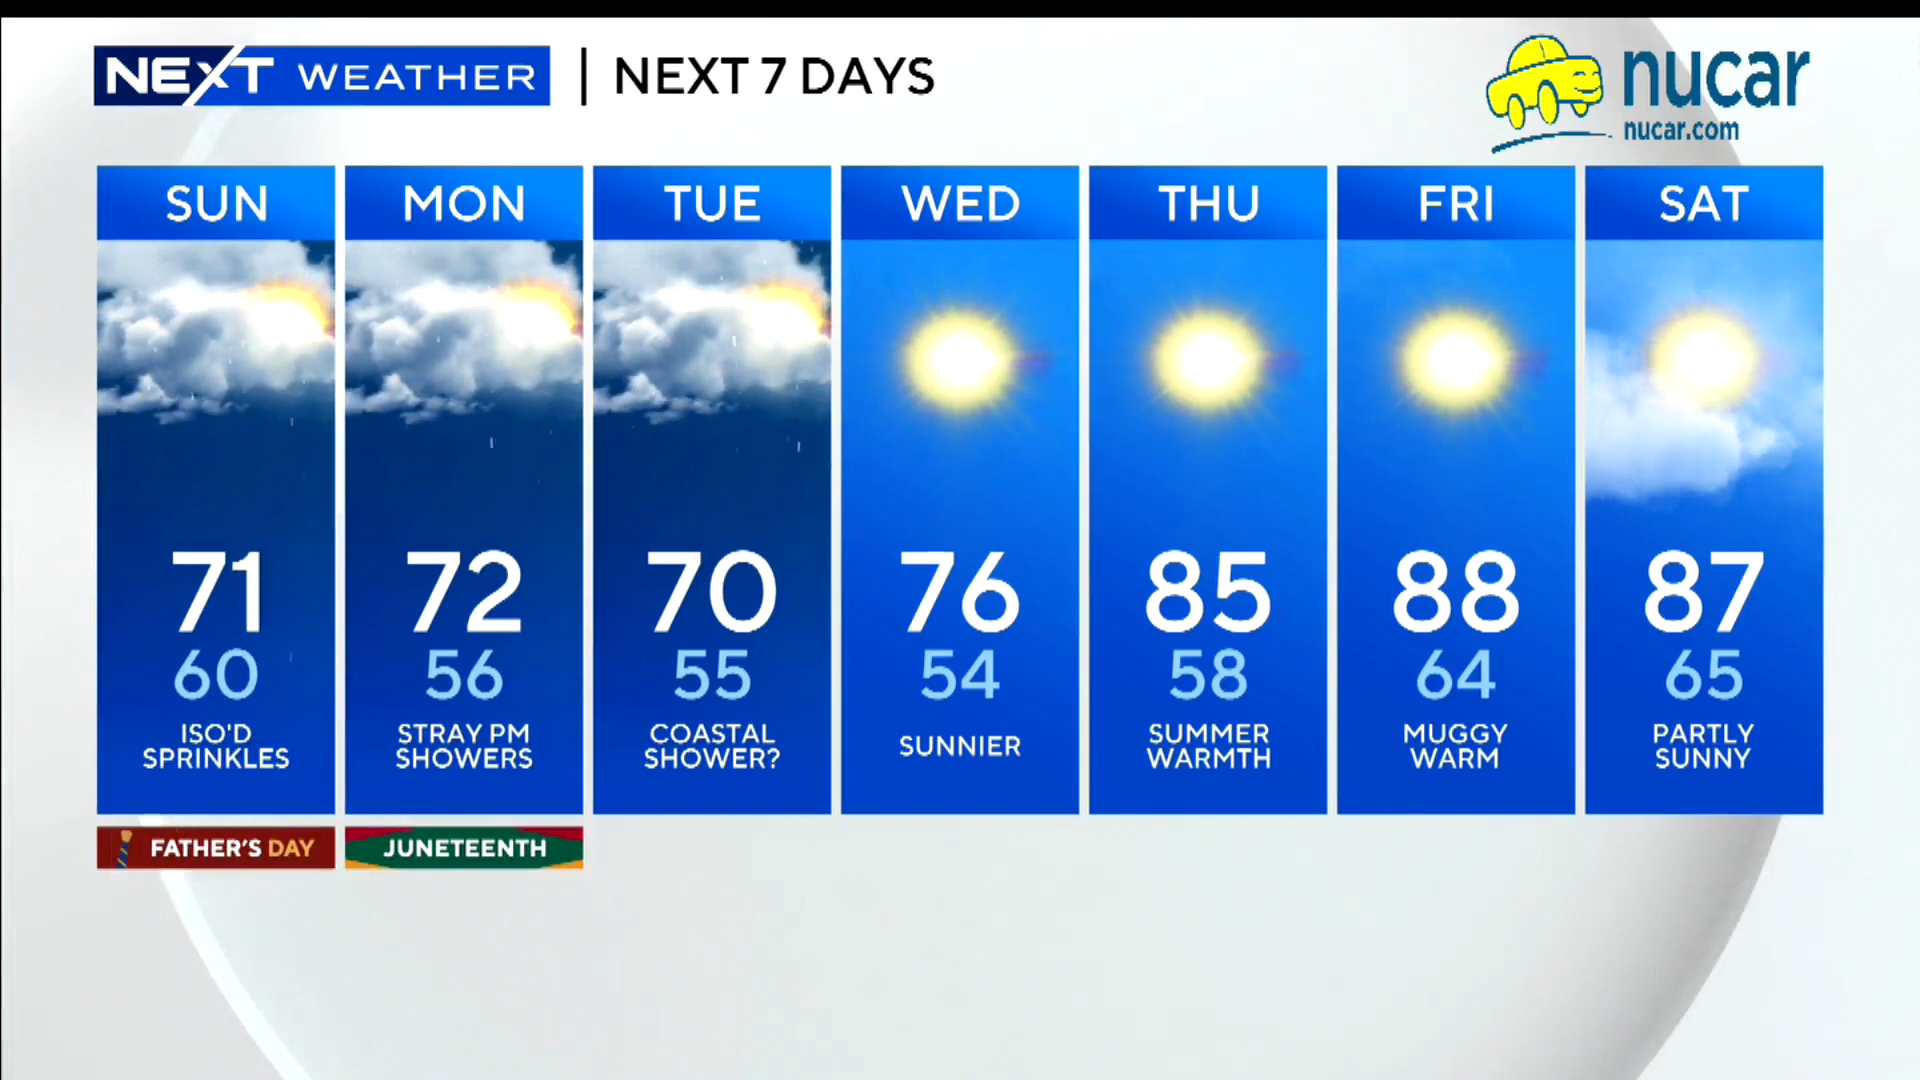 NEXT WEATHER | NEXT 7 DAYS
nucar
nucar.com
SUN
71
60
ISO'D
SPRINKLES
FATHER'S DAY
MON
72
56
STRAY PM
SHOWERS
JUNETEENTH
TUE
70
55
COASTAL
SHOWER?
WED
76
54
SUNNIER
THU
85
58
SUMMER
WARMTH
FRI
88
64
MUGGY
WARM
SAT
87
65
PARTLY
SUNNY